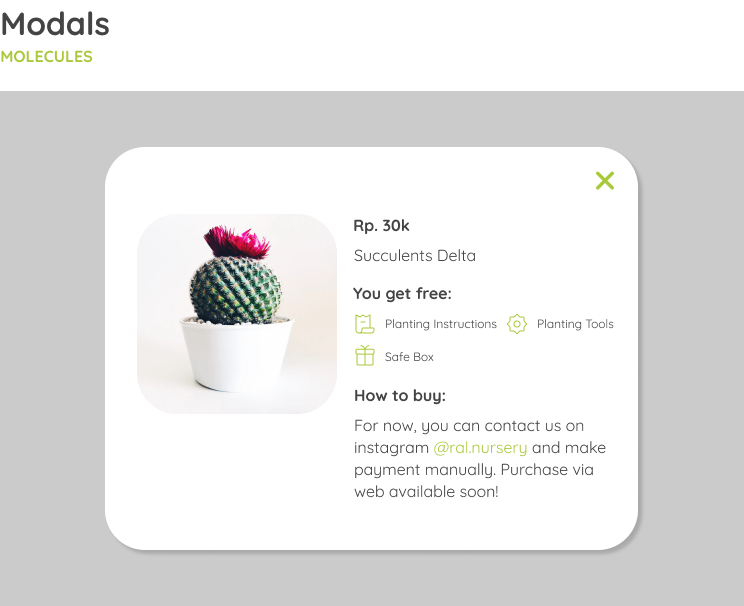 Modals
MOLECULES
Rp. 30k
Succulents Delta
You get free:
Planting Instructions
Planting Tools
Safe Box
How to buy:
For now, you can contact us on
instagram @ral.nursery and make
payment manually. Purchase via
web available soon!